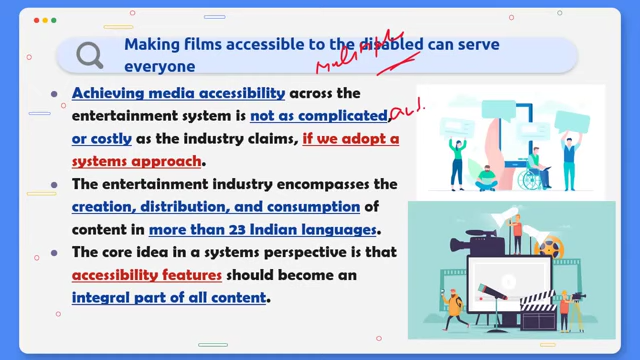 Making films accessible to the disabled can serve
everyone
Multiple
Achieving media accessibility across the
entertainment system is not as complicated,
or costly as the industry claims, if we adopt a
systems approach.
The entertainment industry encompasses the
creation, distribution, and consumption of
content in more than 23 Indian languages.
The core idea in a systems perspective is that
accessibility features should become an
integral part of all content.